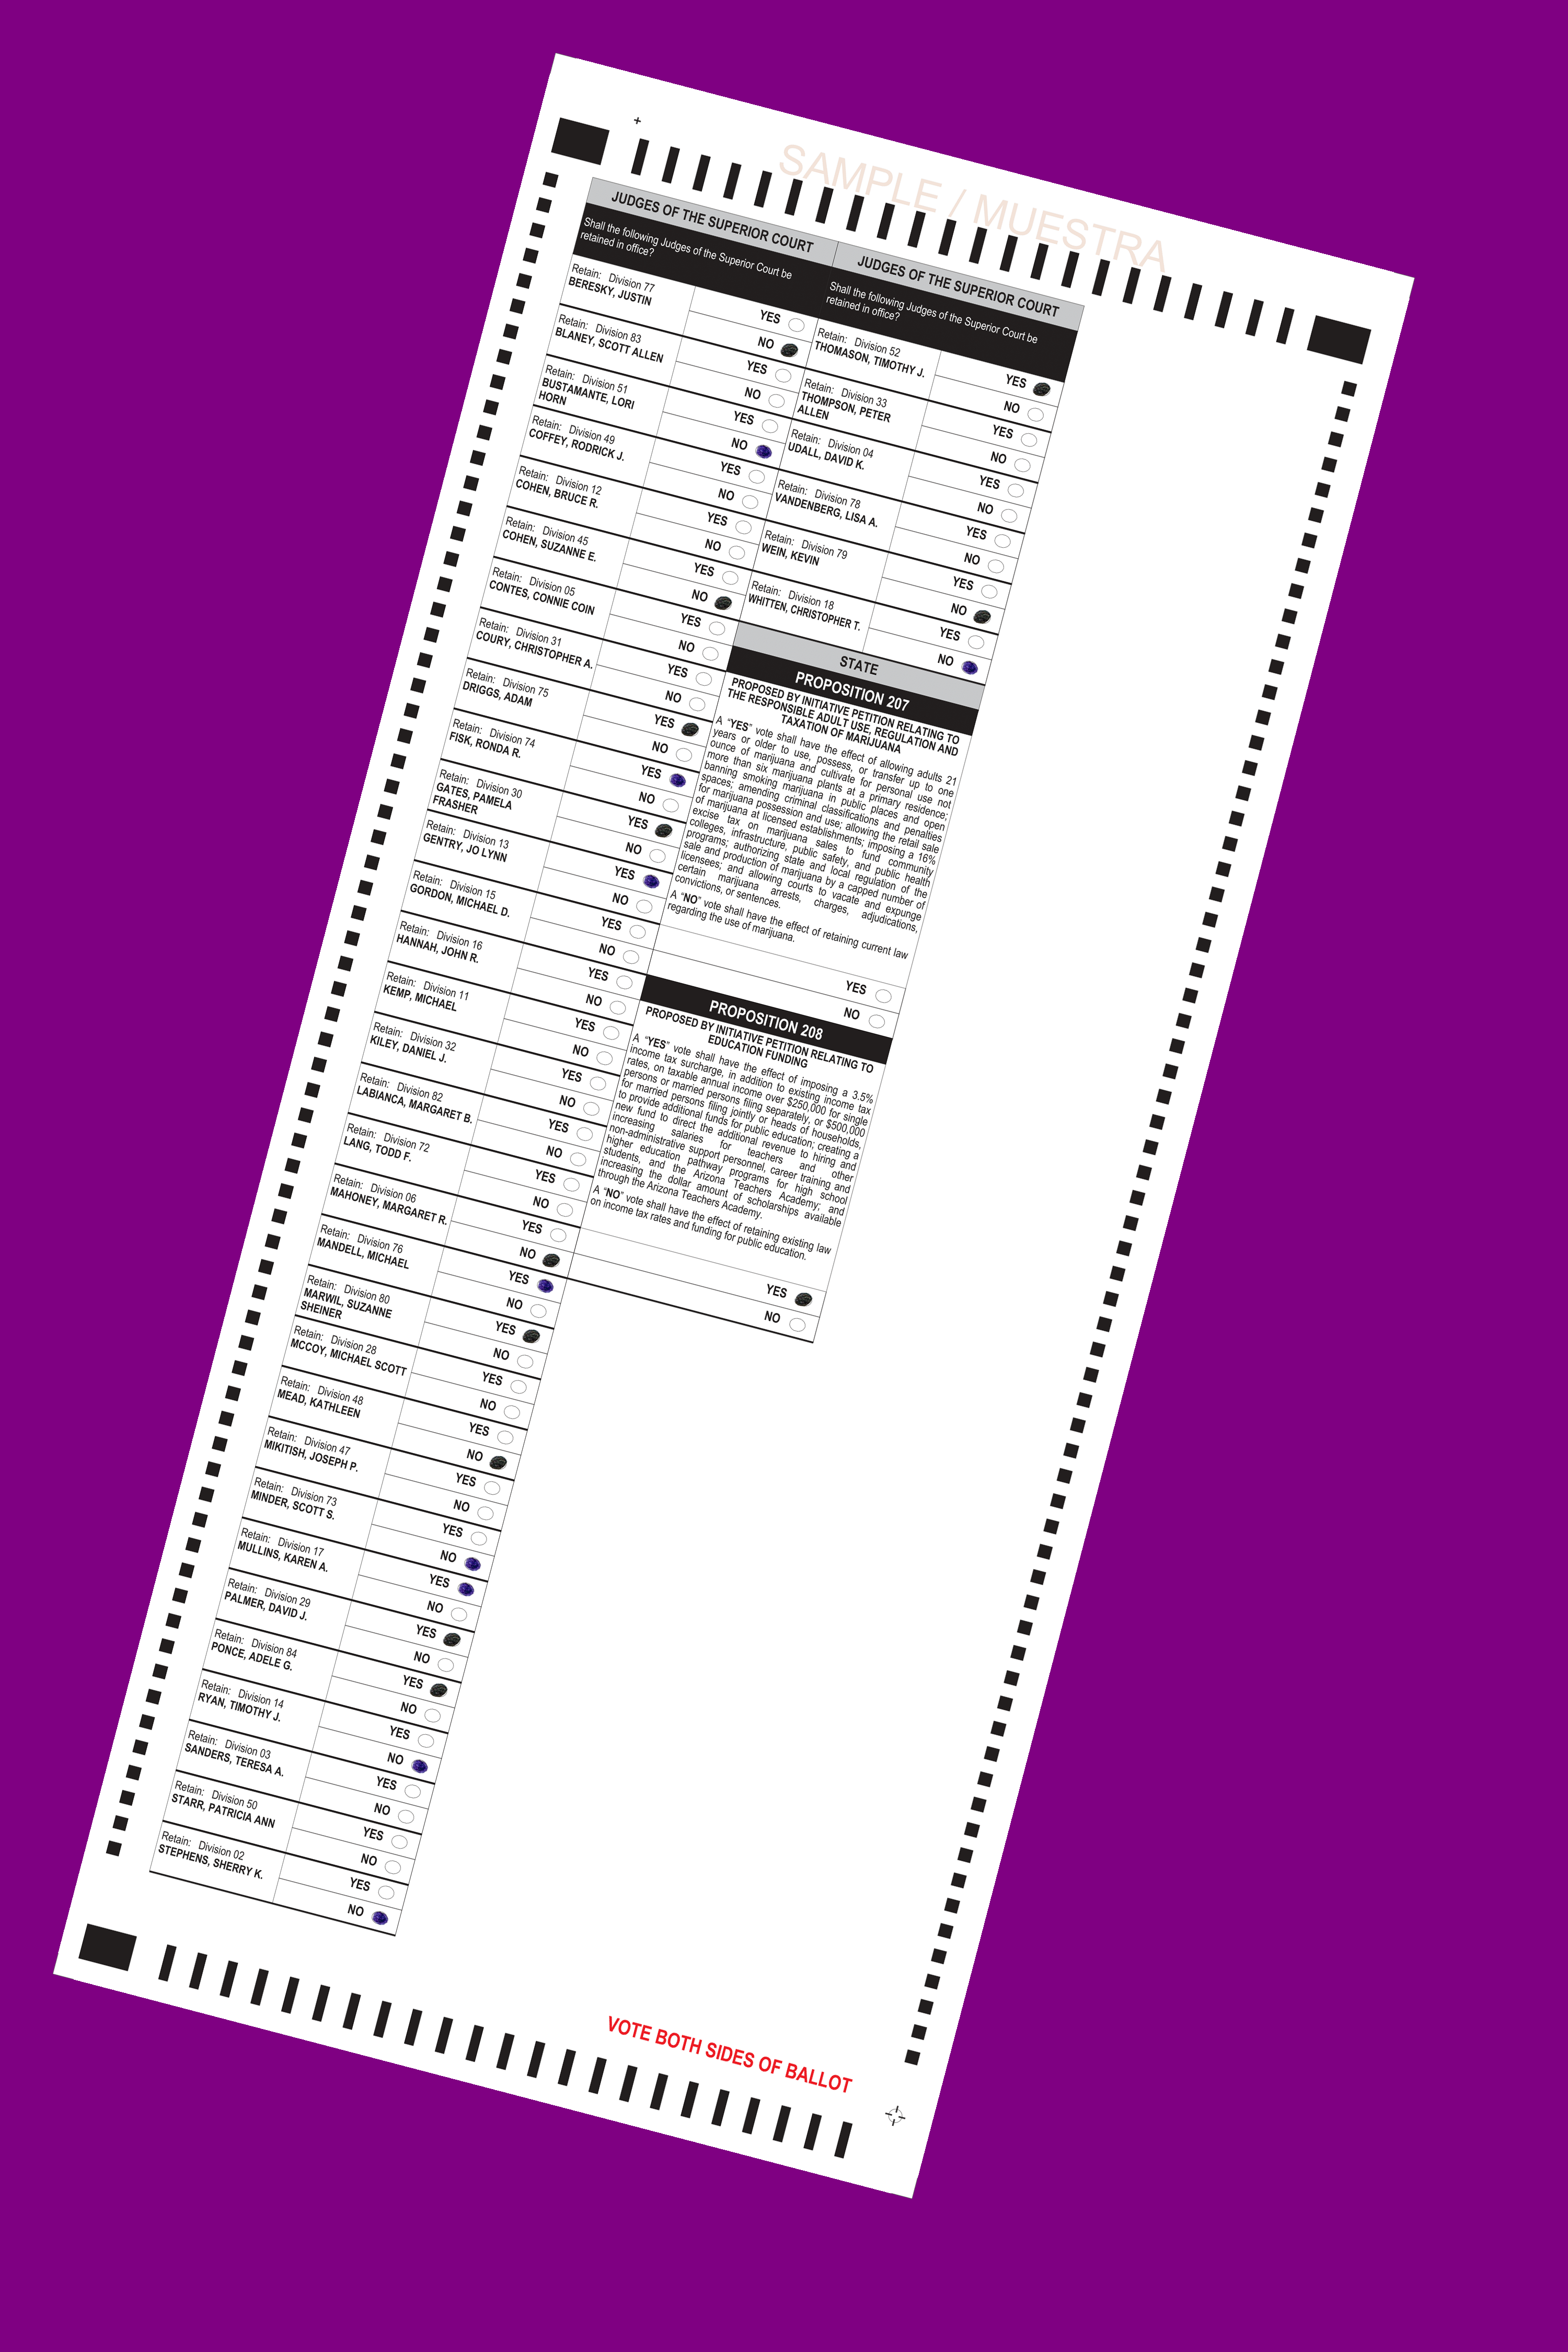 SAMPLE / MUESTRA
JUDGES OF THE SUPERIOR COURT
Shall the following Judges of the Superior Court be
retained in office?
Retain: Division 77
BERESKY, JUSTIN
YES
NO
Retain: Division 83
BLANEY, SCOTT ALLEN
YES
NO
Retain: Division 51
BUSTAMANTE, LORI
HORN
YES
NO
Retain: Division 49
COFFEY, RODRICK J.
YES
NO
Retain: Division 12
COHEN, BRUCE R.
YES
NO
Retain: Division 45
COHEN, SUZANNE E.
YES
NO
Retain: Division 05
CONTES, CONNIE COIN
YES
NO
Retain: Division 31
COURY, CHRISTOPHER A.
YES
NO
Retain: Division 75
DRIGGS, ADAM
YES
NO
Retain: Division 74
FISK, RONDA R.
YES
NO
Retain: Division 30
GATES, PAMELA
FRASHER
YES
NO
Retain: Division 13
GENTRY, JO LYNN
YES
NO
Retain: Division 15
GORDON, MICHAEL D.
YES
NO
Retain: Division 16
HANNAH, JOHN R.
YES
NO
Retain: Division 11
KEMP, MICHAEL
YES
NO
Retain: Division 32
KILEY, DANIEL J.
YES
NO
Retain: Division 82
LABIANCA, MARGARET B.
YES
NO
Retain: Division 72
LANG, TODD F.
YES
NO
Retain: Division 06
MAHONEY, MARGARET R.
YES
NO
Retain: Division 76
MANDELL, MICHAEL
YES
NO
Retain: Division 80
MARWIL, SUZANNE
SHEINER
YES
NO
Retain: Division 28
MCCOY, MICHAEL SCOTT
YES
NO
Retain: Division 48
MEAD, KATHLEEN
YES
NO
Retain: Division 47
MIKITISH, JOSEPH P.
YES
NO
Retain: Division 73
MINDER, SCOTT S.
YES
NO
Retain: Division 17
MULLINS, KAREN A.
YES
NO
Retain: Division 29
PALMER, DAVID J.
YES
NO
Retain: Division 84
PONCE, ADELE G.
YES
NO
Retain: Division 14
RYAN, TIMOTHY J.
YES
NO
Retain: Division 03
SANDERS, TERESA A.
YES
NO
Retain: Division 50
STARR, PATRICIA ANN
YES
NO
Retain: Division 02
STEPHENS, SHERRY K.
YES
NO
JUDGES OF THE SUPERIOR COURT
Shall the following Judges of the Superior Court be
retained in office?
Retain: Division 52
THOMASON, TIMOTHY J.
YES
NO
Retain: Division 33
THOMPSON, PETER
ALLEN
YES
NO
Retain: Division 04
UDALL, DAVID K.
YES
NO
Retain: Division 78
VANDENBERG, LISA A.
YES
NO
Retain: Division 79
WEIN, KEVIN
YES
NO
Retain: Division 18
WHITTEN, CHRISTOPHER T.
YES
NO
STATE
PROPOSITION 207
PROPOSED BY INITIATIVE PETITION RELATING TO
THE RESPONSIBLE ADULT USE, REGULATION AND
TAXATION OF MARIJUANA
A “YES” vote shall have the effect of allowing adults 21
years or older to use, possess, or transfer up to one
ounce of marijuana and cultivate for personal use not
more than six marijuana plants at a primary residence;
banning smoking marijuana in public places and open
spaces; amending criminal classifications and penalties
for marijuana possession and use; allowing the retail sale
of marijuana at licensed establishments; imposing a 16%
excise tax on marijuana sales to fund community
colleges, infrastructure, public safety, and public health
programs; authorizing state and local regulation of the
sale and production of marijuana by a capped number of
licensees; and allowing courts to vacate and expunge
certain marijuana arrests, charges, adjudications,
convictions, or sentences.
A “NO” vote shall have the effect of retaining current law
regarding the use of marijuana.
YES
NO
PROPOSITION 208
PROPOSED BY INITIATIVE PETITION RELATING TO
EDUCATION FUNDING
A “YES” vote shall have the effect of imposing a 3.5%
income tax surcharge, in addition to existing income tax
rates, on taxable annual income over $250,000 for single
persons or married persons filing separately, or $500,000
for married persons filing jointly or heads of households,
to provide additional funds for public education; creating a
new fund to direct the additional revenue to hiring and
increasing salaries for teachers and other
non-administrative support personnel, career training and
higher education pathway programs for high school
students, and the Arizona Teachers Academy; and
increasing the dollar amount of scholarships available
through the Arizona Teachers Academy.
A “NO” vote shall have the effect of retaining existing law
on income tax rates and funding for public education.
YES
NO
VOTE BOTH SIDES OF BALLOT